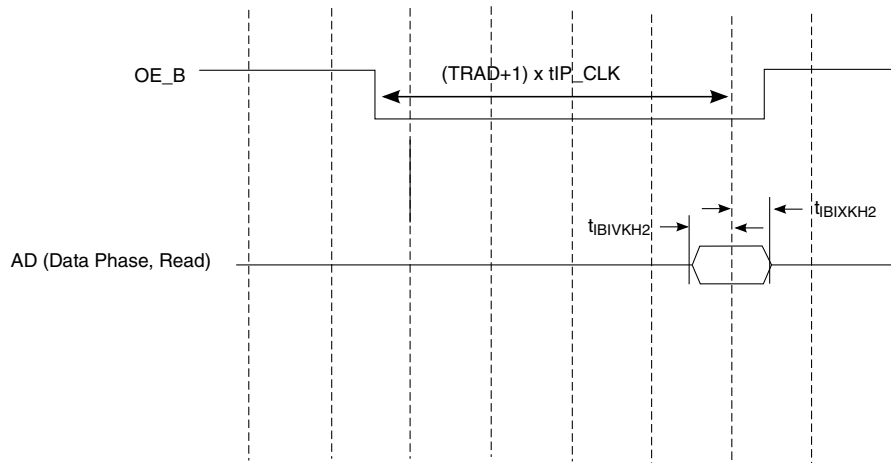 (TRAD+1) x tIP_CLK
OE_B
tIBIVKH2
tIBIXKH2
AD (Data Phase, Read)